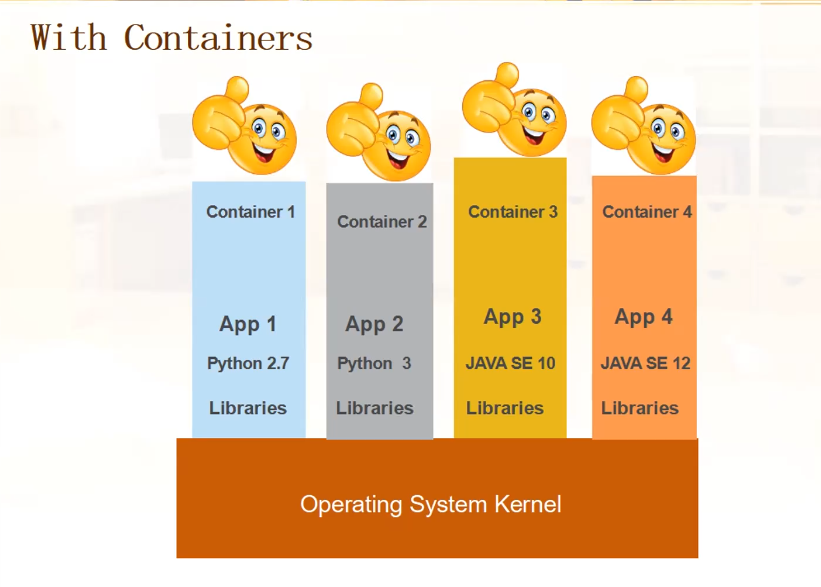 With Containers
Container 1
App 1
Python 2.7
Libraries
Container 2
App 2
Python 3
Libraries
Container 3
App 3
JAVA SE 10
Libraries
Container 4
App 4
JAVA SE 12
Libraries
Operating System Kernel